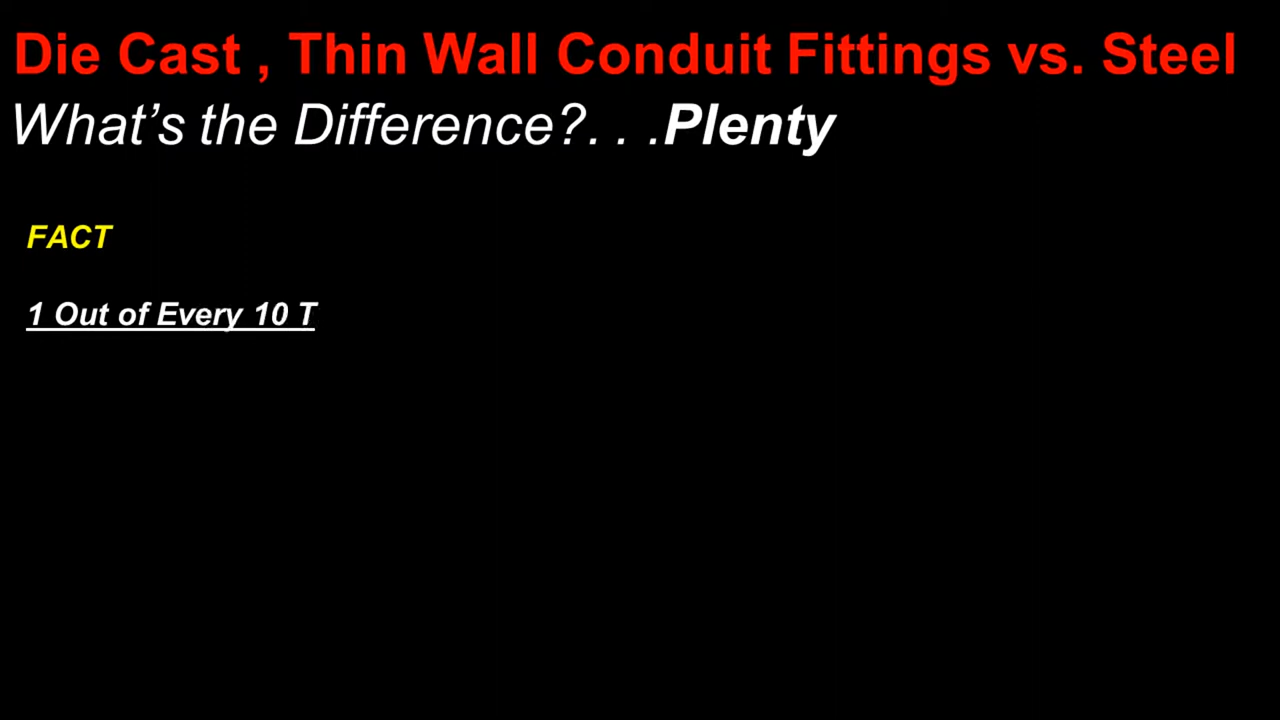 Die Cast , Thin Wall Conduit Fittings vs. Steel
What’s the Difference?. . .Plenty
FACT
1 Out of Every 10 T